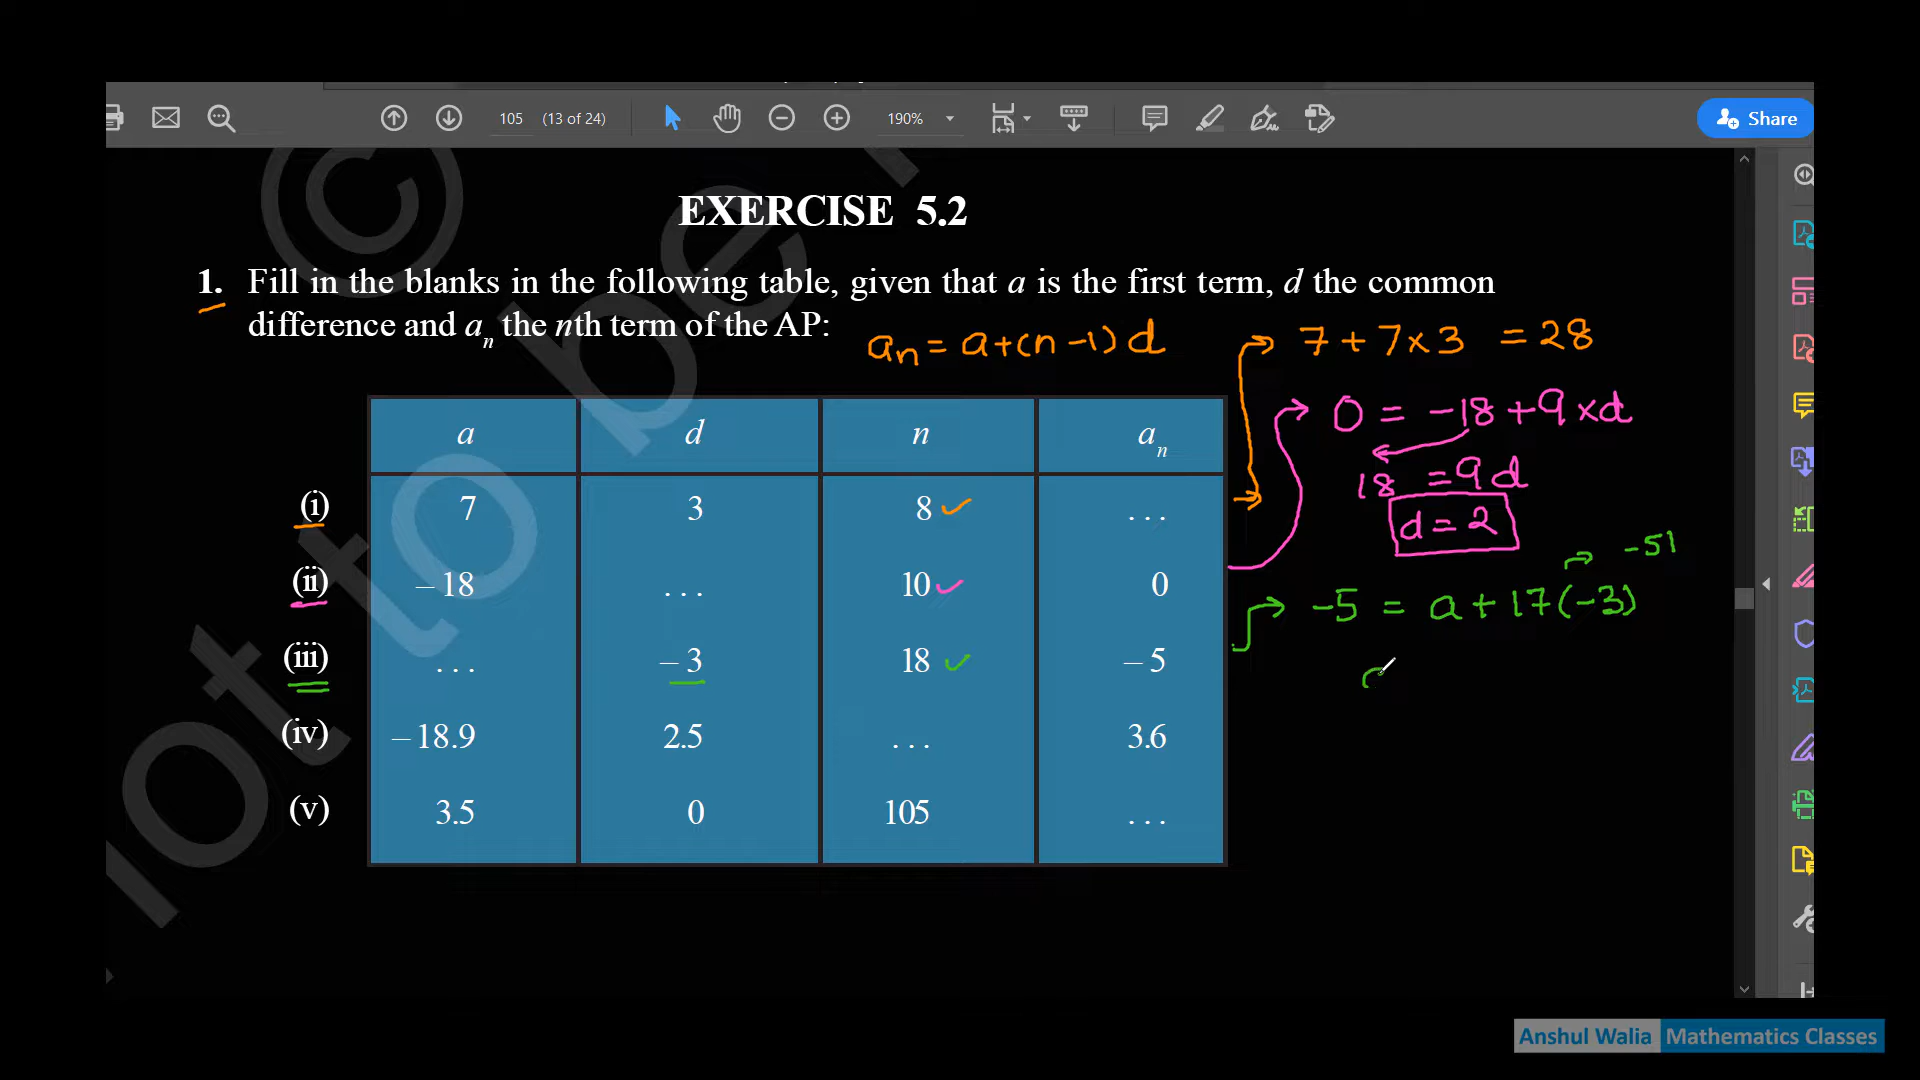 105 (13 of 24) 190% Share
EXERCISE 5.2
1. Fill in the blanks in the following table, given that a is the first term, d the common
difference and aₙ the nth term of the AP:
aₙ = a+(n-1)d
7 + 7×3 = 28
0 = -18+9×d
18 = 9d
d = 2
-51
-5 = a + 17(-3)
a d n aₙ
(i) 7 3 8 ...
(ii) –18 ... 10 0
(iii) ... –3 18 –5
(iv) –18.9 2.5 ... 3.6
(v) 3.5 0 105 ...
© not to be
Anshul Walia Mathematics Classes